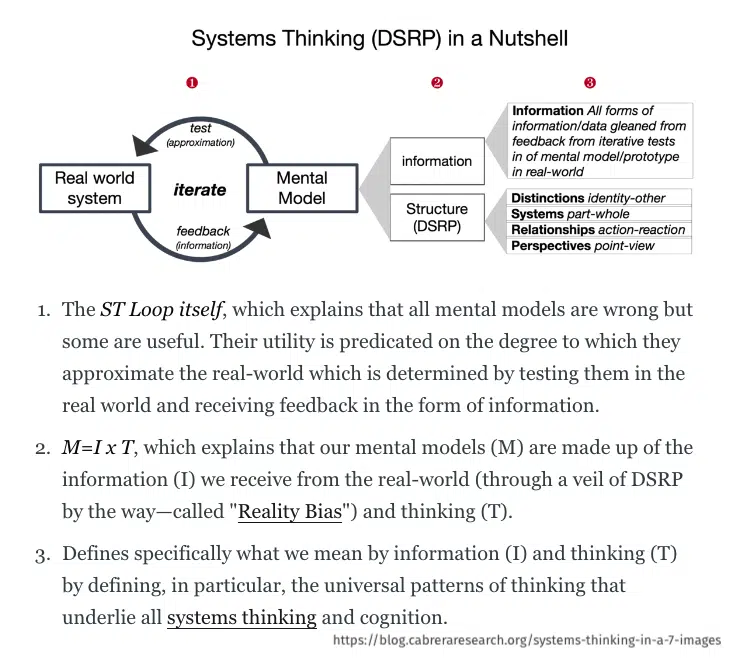 Systems Thinking (DSRP) in a Nutshell
❶
❷
❸
test
(approximation)
Real world
system
iterate
Mental
Model
feedback
(information)
information
Structure
(DSRP)
Information All forms of
information/data gleaned from
feedback from iterative tests
in of mental model/prototype
in real-world
Distinctions identity-other
Systems part-whole
Relationships action-reaction
Perspectives point-view
1. The ST Loop itself, which explains that all mental models are wrong but
some are useful. Their utility is predicated on the degree to which they
approximate the real-world which is determined by testing them in the
real world and receiving feedback in the form of information.
2. M=I x T, which explains that our mental models (M) are made up of the
information (I) we receive from the real-world (through a veil of DSRP
by the way—called "Reality Bias") and thinking (T).
3. Defines specifically what we mean by information (I) and thinking (T)
by defining, in particular, the universal patterns of thinking that
underlie all systems thinking and cognition.
https://blog.cabreraresearch.org/systems-thinking-in-a-7-images